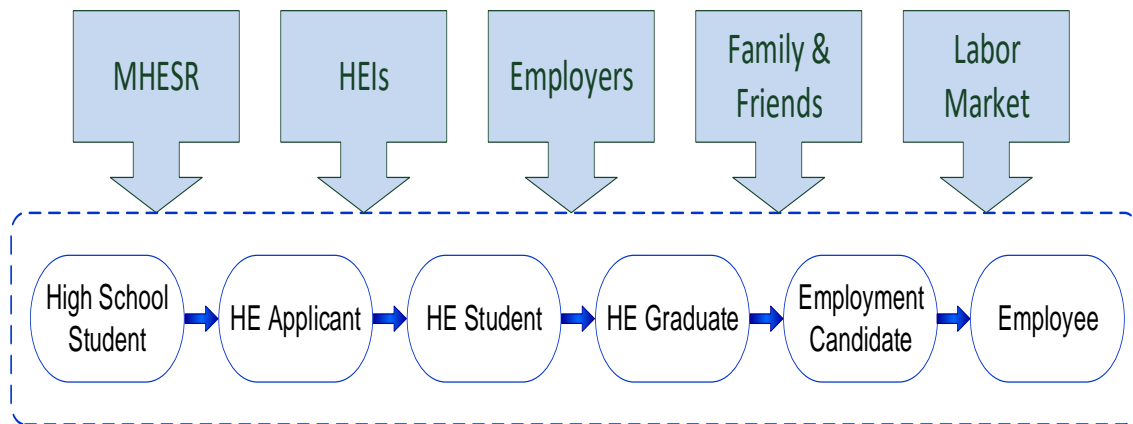 MHESR
HEIs
Employers
Family &
Friends
Labor
Market
High School
Student
HE Applicant
HE Student
HE Graduate
Employment
Candidate
Employee